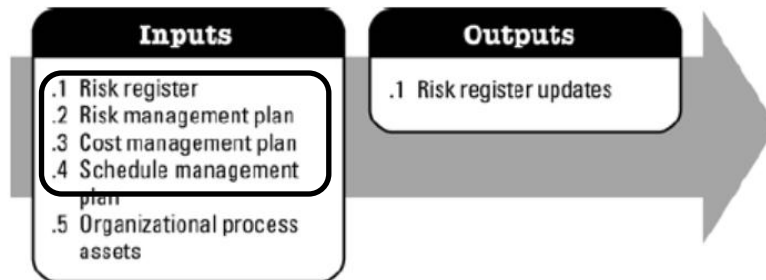 Inputs
.1 Risk register
.2 Risk management plan
.3 Cost management plan
.4 Schedule management
plan
.5 Organizational process
assets
Outputs
.1 Risk register updates